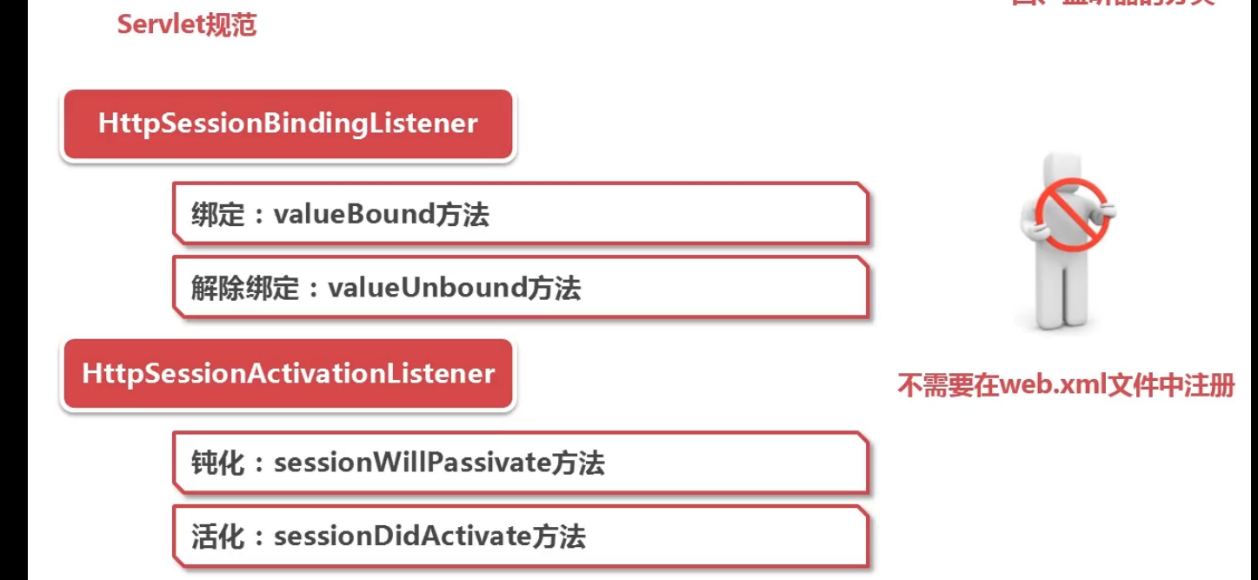 Servlet规范
HttpSessionBindingListener
绑定：valueBound方法
解除绑定：valueUnbound方法
HttpSessionActivationListener
不需要在web.xml文件中注册
钝化：sessionWillPassivate方法
活化：sessionDidActivate方法